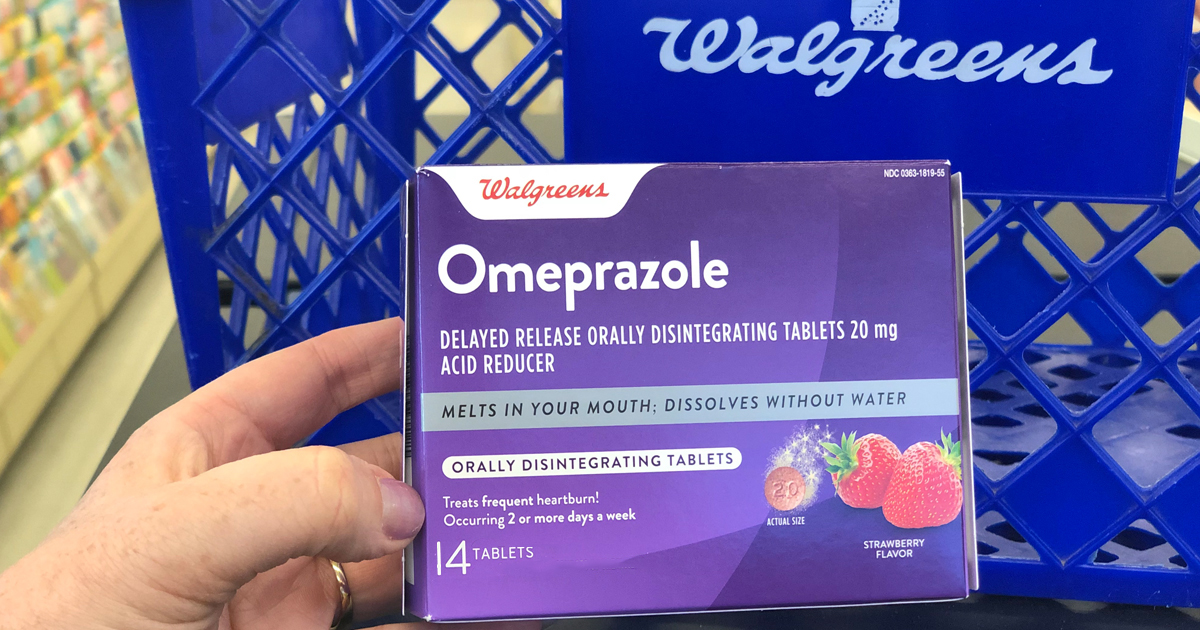 Walgreens
Walgreens
NDC 0363-1819-55
Omeprazole
DELAYED RELEASE ORALLY DISINTEGRATING TABLETS 20 mg
ACID REDUCER
MELTS IN YOUR MOUTH; DISSOLVES WITHOUT WATER
ORALLY DISINTEGRATING TABLETS
Treats frequent heartburn!
Occurring 2 or more days a week
20
ACTUAL SIZE
14 TABLETS
STRAWBERRY
FLAVOR